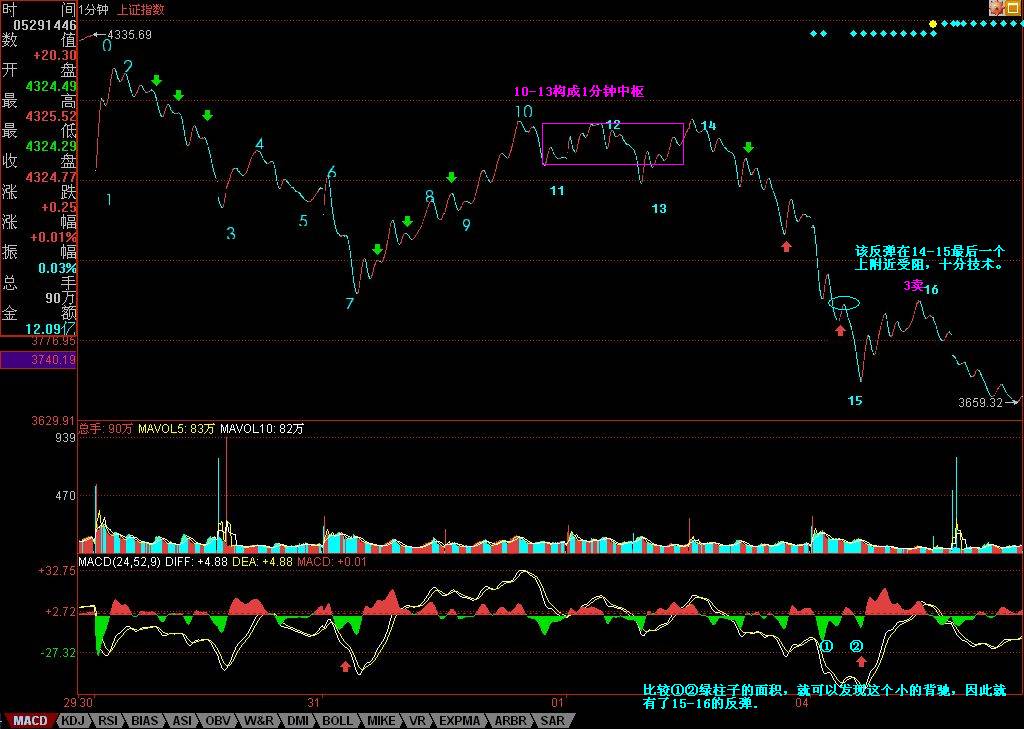 1分钟 上证指数
时 间
05291446
数 值
+20.30
开 盘
4324.49
最 高
4325.52
最 低
4324.29
收 盘
4324.77
涨 跌
+0.25
涨 幅
+0.01%
振 幅
0.03%
总 手
90万
金 额
12.09亿
3776.95
3740.19
3629.91
4335.69
0
1
2
3
4
5
6
7
8
9
10
10-13构成1分钟中枢
11
12
13
14
该反弹在14-15最后一个
上附近受阻，十分技术。
3卖 16
15
3659.32
总手: 90万 MAVOL5: 83万 MAVOL10: 82万
939
470
MACD(24,52,9) DIFF: +4.88 DEA: +4.88 MACD: +0.01
+32.75
+2.72
-27.32
① ②
比较①②绿柱子的面积，就可以发现这个小的背驰，因此就
有了15-16的反弹.
2930 31 01 04
MACD KDJ RSI BIAS ASI OBV W&R DMI BOLL MIKE VR EXPMA ARBR SAR